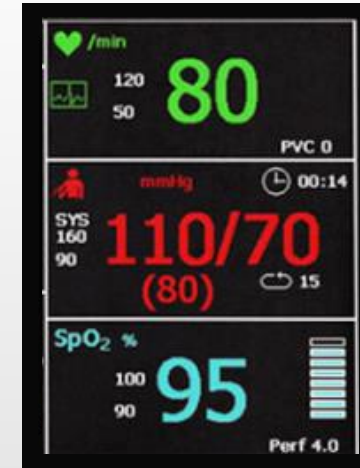 /min
120
50
80
PVC 0
mmHg
00:14
SYS
160
90
110/70
(80)
15
SpO₂ %
100
90
95
Perf 4.0